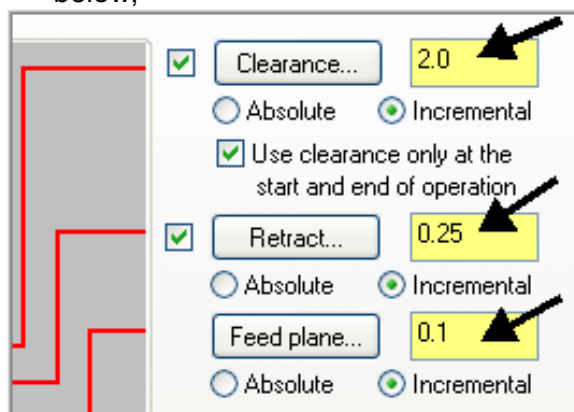 below;
Clearance... 2.0
Absolute Incremental
Use clearance only at the
start and end of operation
Retract... 0.25
Absolute Incremental
Feed plane... 0.1
Absolute Incremental